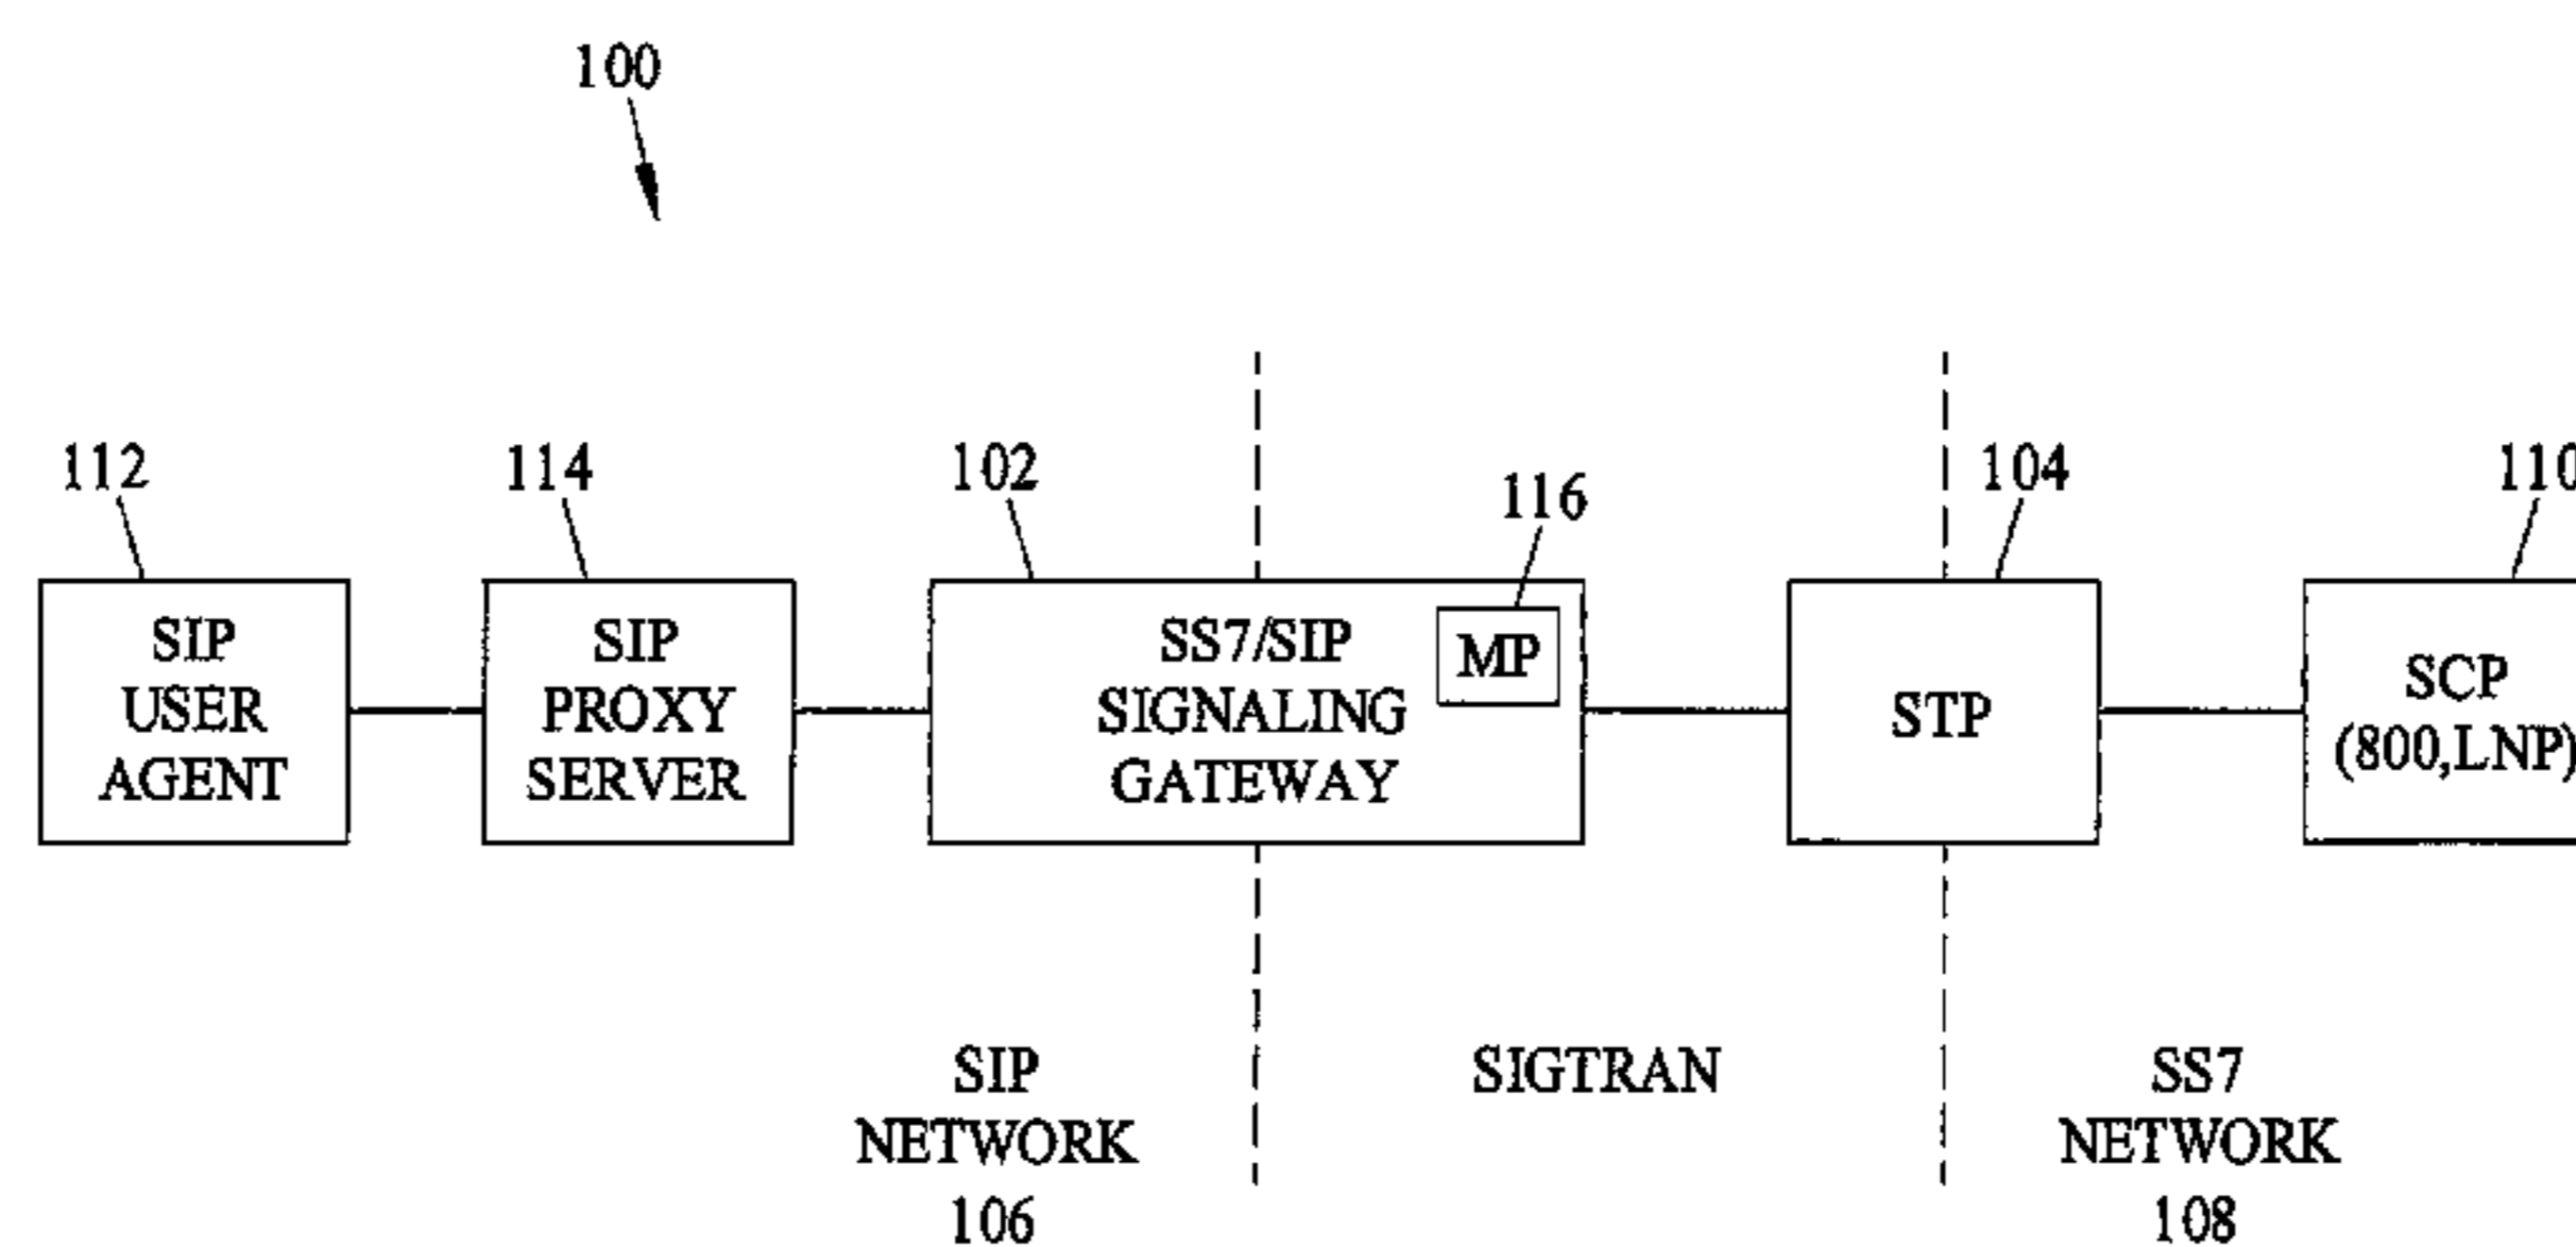 100
112
114
102
116
104
110
SIP
USER
AGENT
SIP
PROXY
SERVER
SS7/SIP
SIGNALING
GATEWAY
MP
STP
SCP
(800,LNP)
SIP
NETWORK
106
SIGTRAN
SS7
NETWORK
108